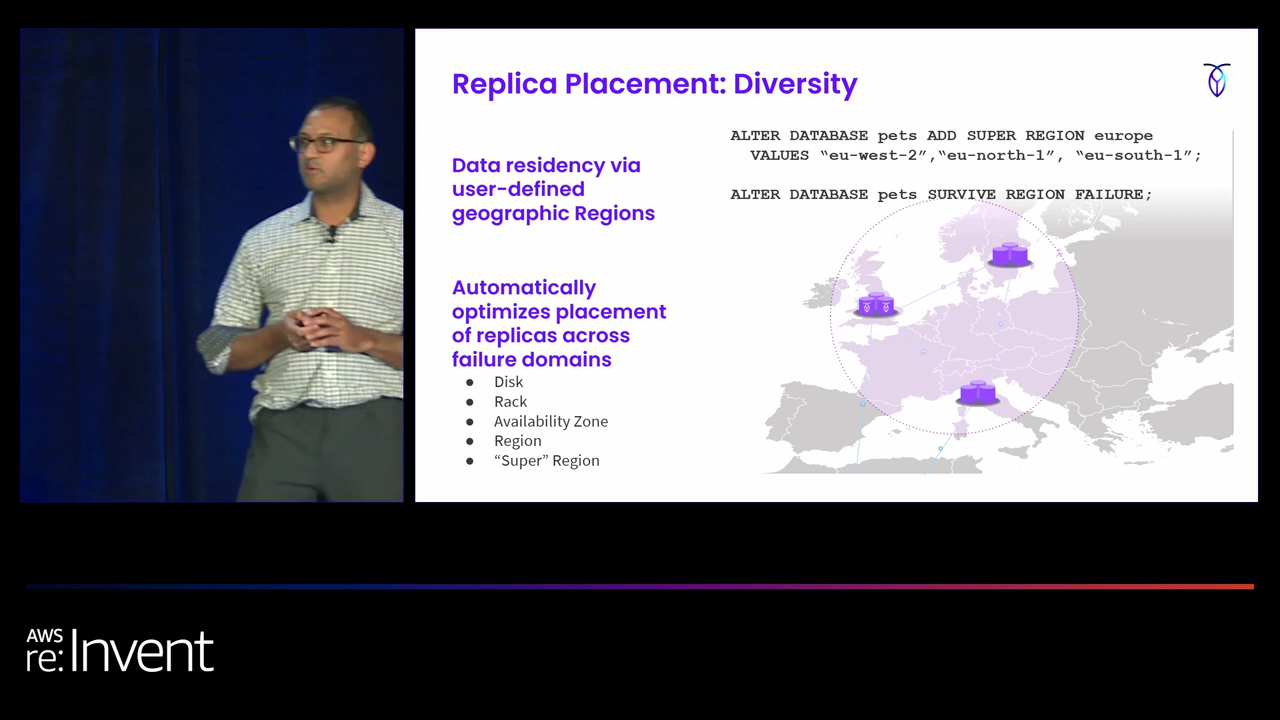 Replica Placement: Diversity
Data residency via
user-defined
geographic Regions
Automatically
optimizes placement
of replicas across
failure domains
● Disk
● Rack
● Availability Zone
● Region
● “Super” Region
ALTER DATABASE pets ADD SUPER REGION europe
VALUES “eu-west-2”,“eu-north-1”, “eu-south-1”;
ALTER DATABASE pets SURVIVE REGION FAILURE;
AWS
re:Invent